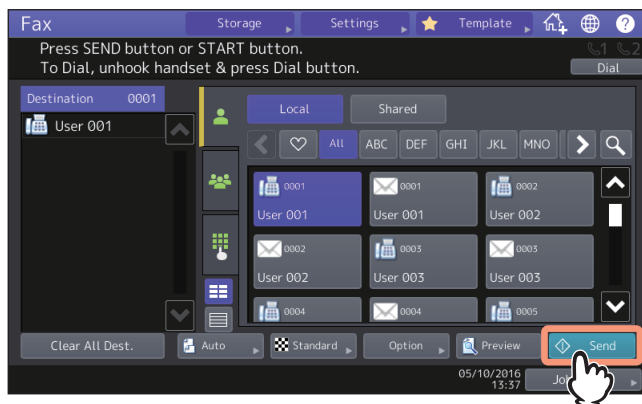 Fax Storage Settings Template ?
Press SEND button or START button. 1 2
To Dial, unhook handset & press Dial button. Dial
Destination 0001
User 001
Local Shared
All ABC DEF GHI JKL MNO
0001 0001 0002
User 001 User 001 User 002
0002 0003 0003
User 002 User 003 User 003
0004 0004 0005
Clear All Dest. Auto Standard Option Preview Send
05/10/2016
13:37